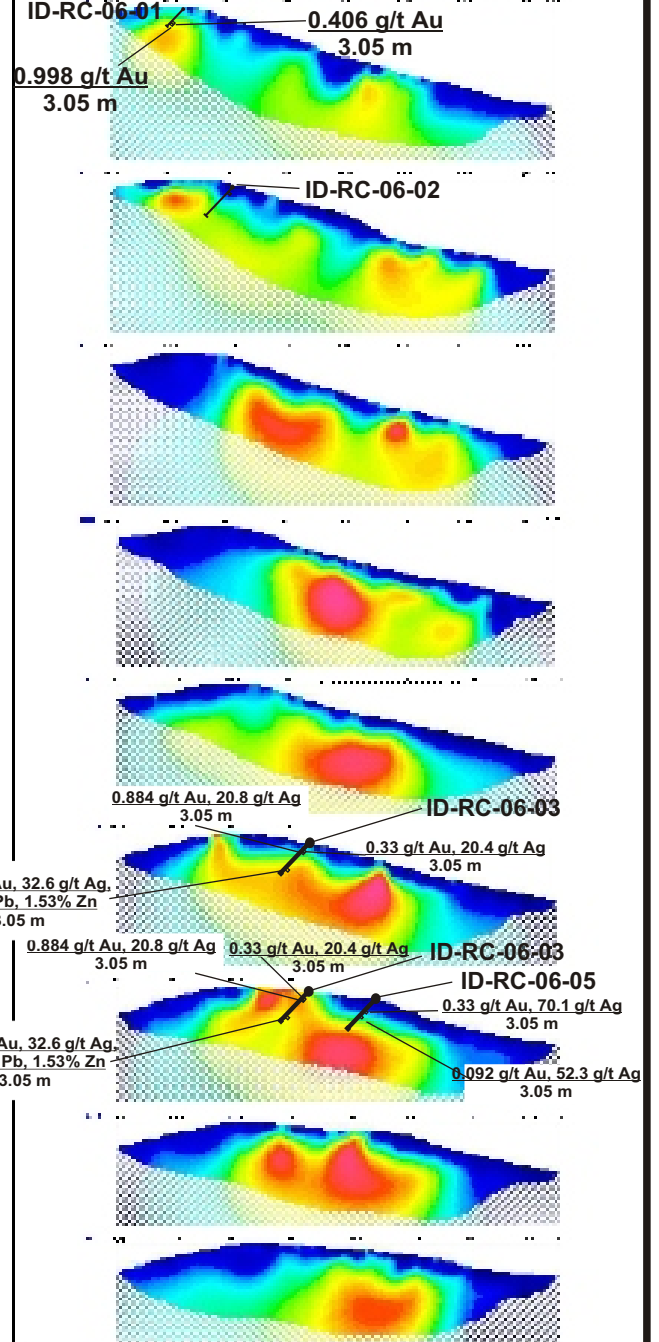 ID-RC-06-01
0.406 g/t Au
3.05 m
0.998 g/t Au
3.05 m
ID-RC-06-02
0.884 g/t Au, 20.8 g/t Ag
3.05 m
ID-RC-06-03
0.33 g/t Au, 20.4 g/t Ag
3.05 m
Au, 32.6 g/t Ag,
Pb, 1.53% Zn
3.05 m
0.884 g/t Au, 20.8 g/t Ag
3.05 m
0.33 g/t Au, 20.4 g/t Ag
3.05 m
ID-RC-06-03
ID-RC-06-05
0.33 g/t Au, 70.1 g/t Ag
3.05 m
Au, 32.6 g/t Ag,
Pb, 1.53% Zn
3.05 m
0.092 g/t Au, 52.3 g/t Ag
3.05 m